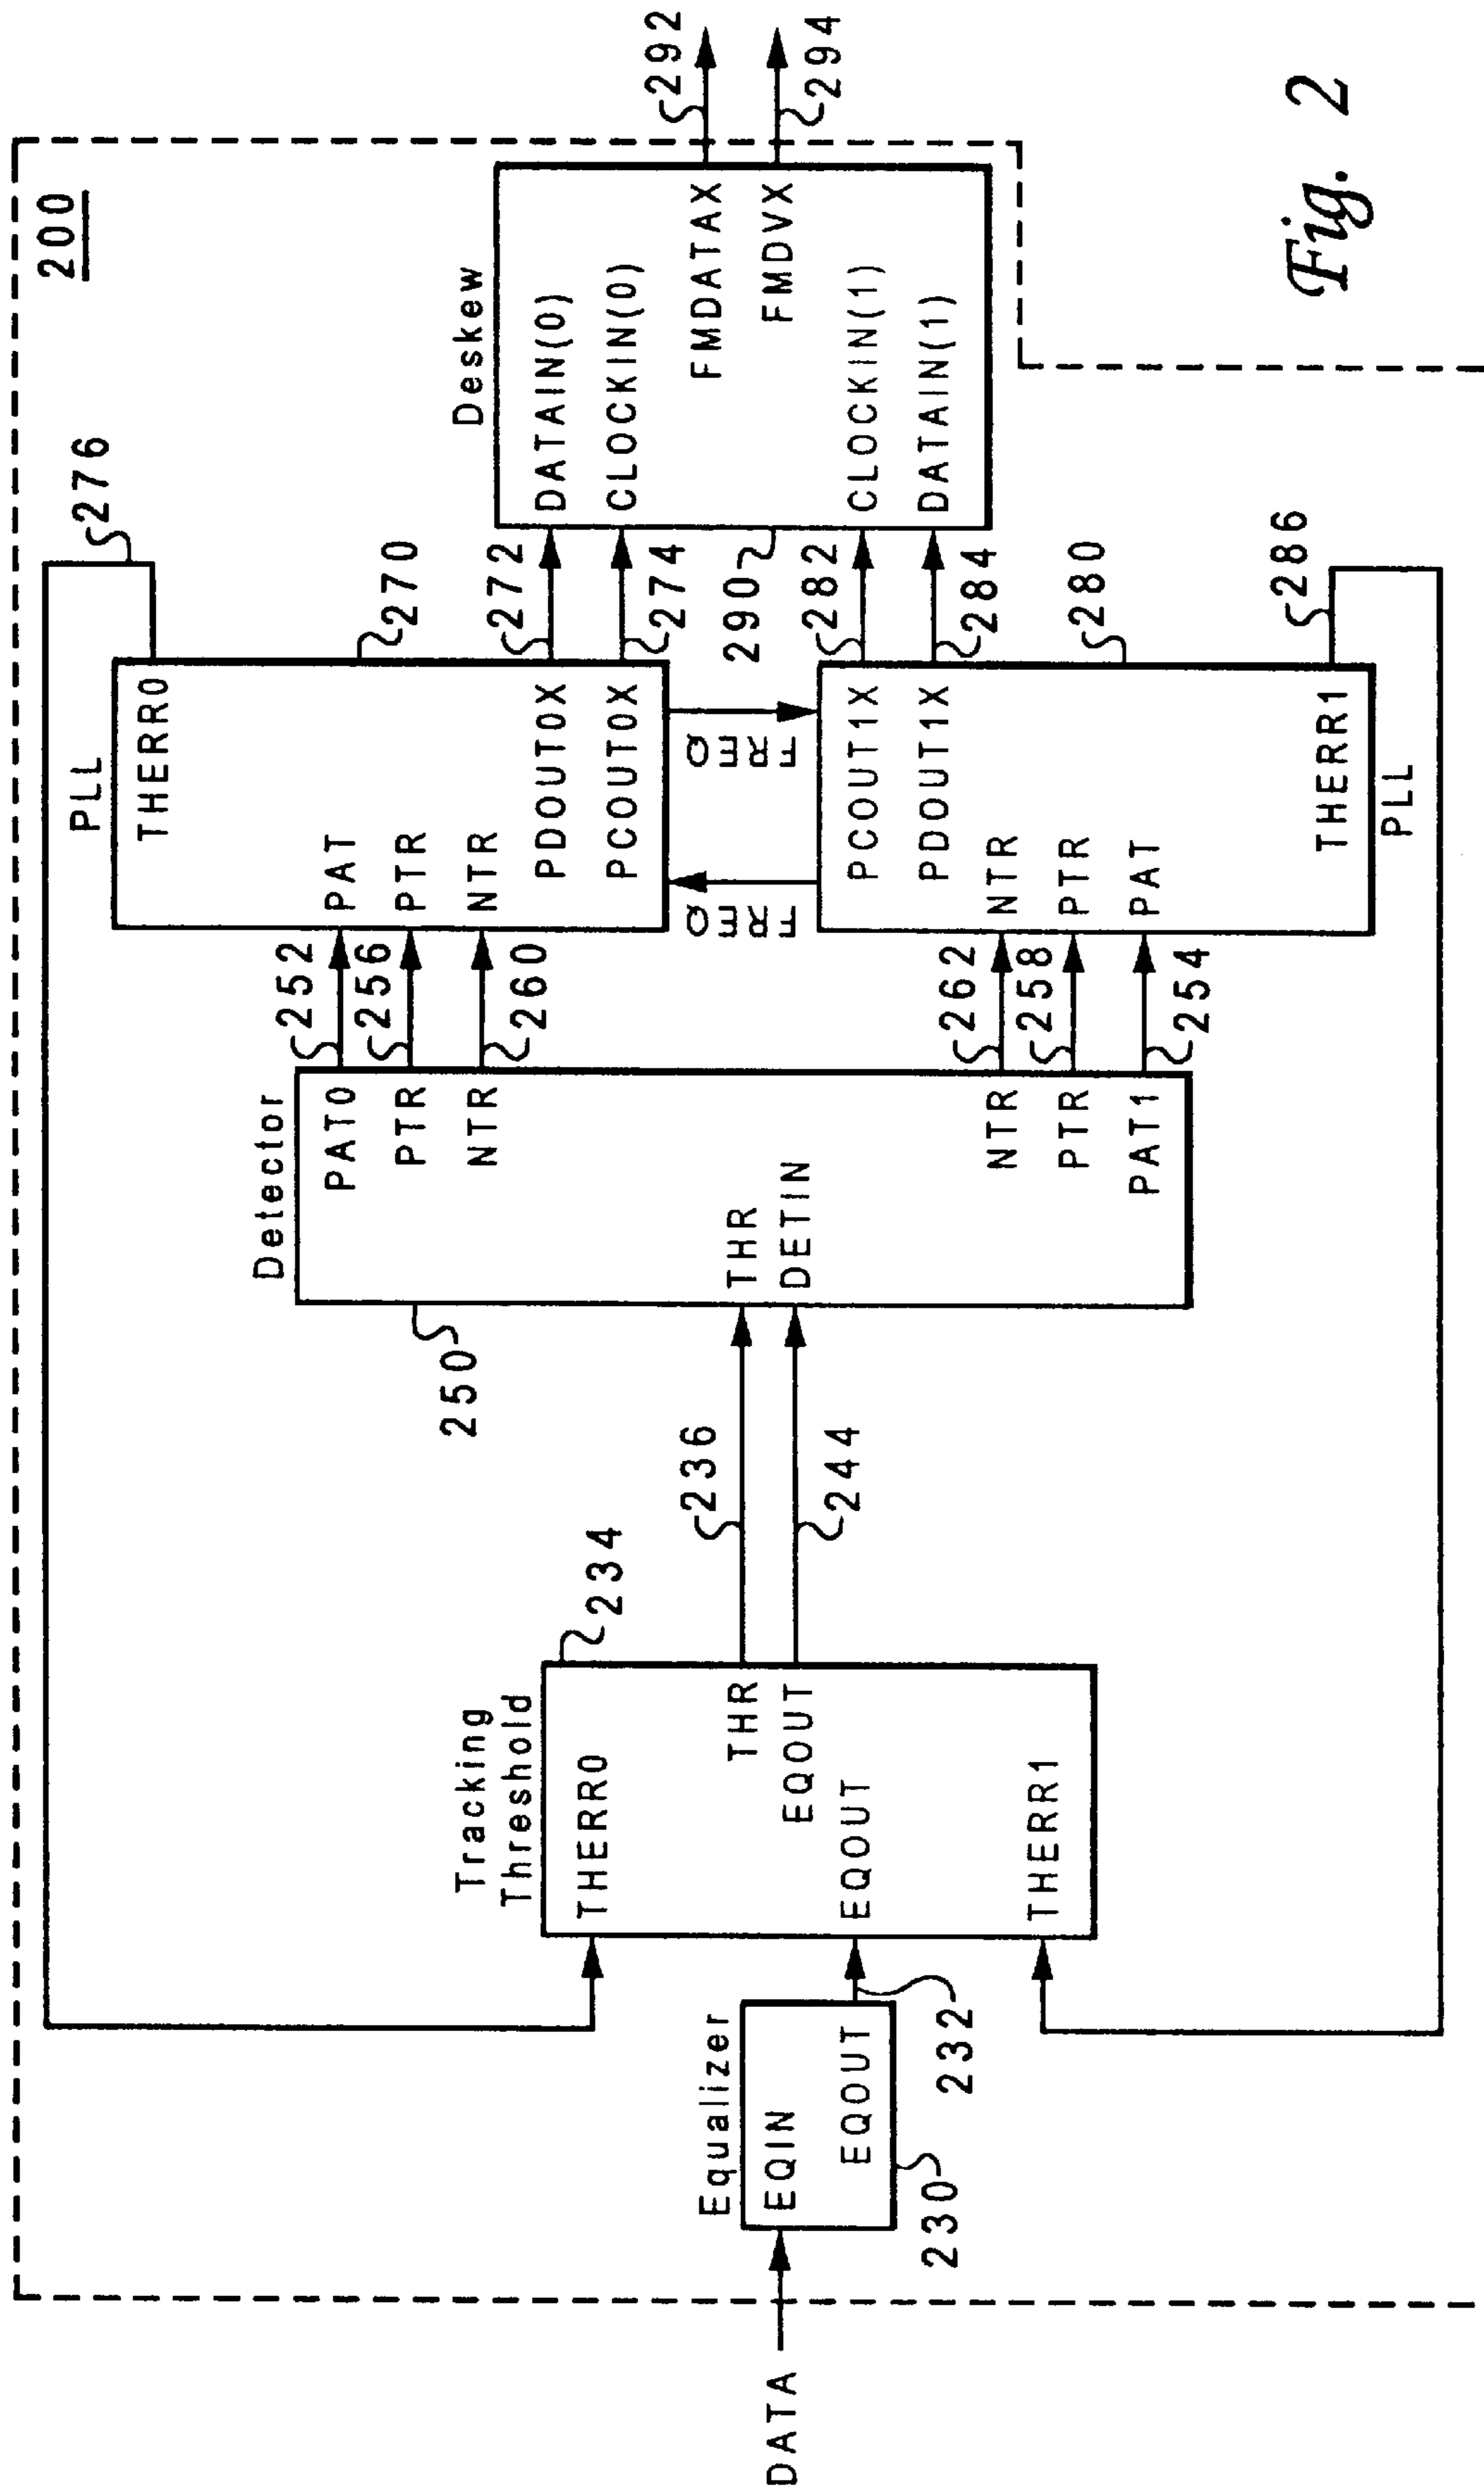 200
DATA
Equalizer
EQIN
EQOUT
230
232
Tracking
Threshold
THERR0
THR
EQOUT
EQOUT
THERR1
234
236
244
Detector
250
THR
DETIN
PAT0
PTR
NTR
NTR
PTR
PAT1
252
256
260
262
258
254
PLL
THERR0
PAT
PTR
NTR
PDOUT0X
PCOUT0X
276
270
272
274
FREQ
FREQ
PCOUT1X
PDOUT1X
NTR
PTR
PAT
THERR1
PLL
282
284
280
286
290
Deskew
DATAIN(0)
CLOCKIN(0)
FMDATAX
FMDVX
CLOCKIN(1)
DATAIN(1)
292
294
Fig. 2